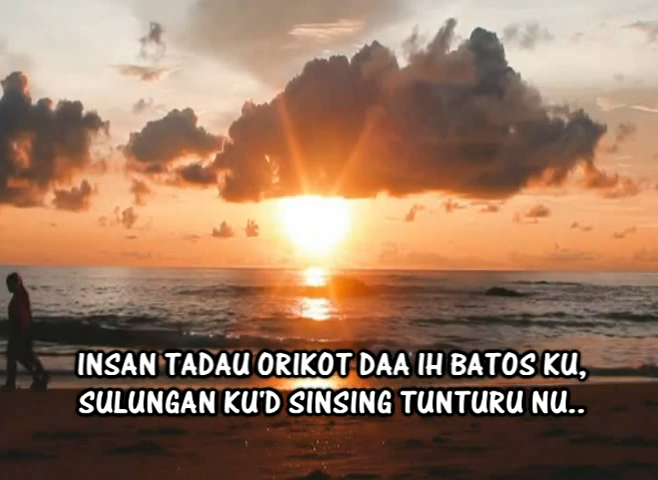 INSAN TADAU ORIKOT DAA IH BATOS KU,
SULUNGAN KU'D SINSING TUNTURU NU..